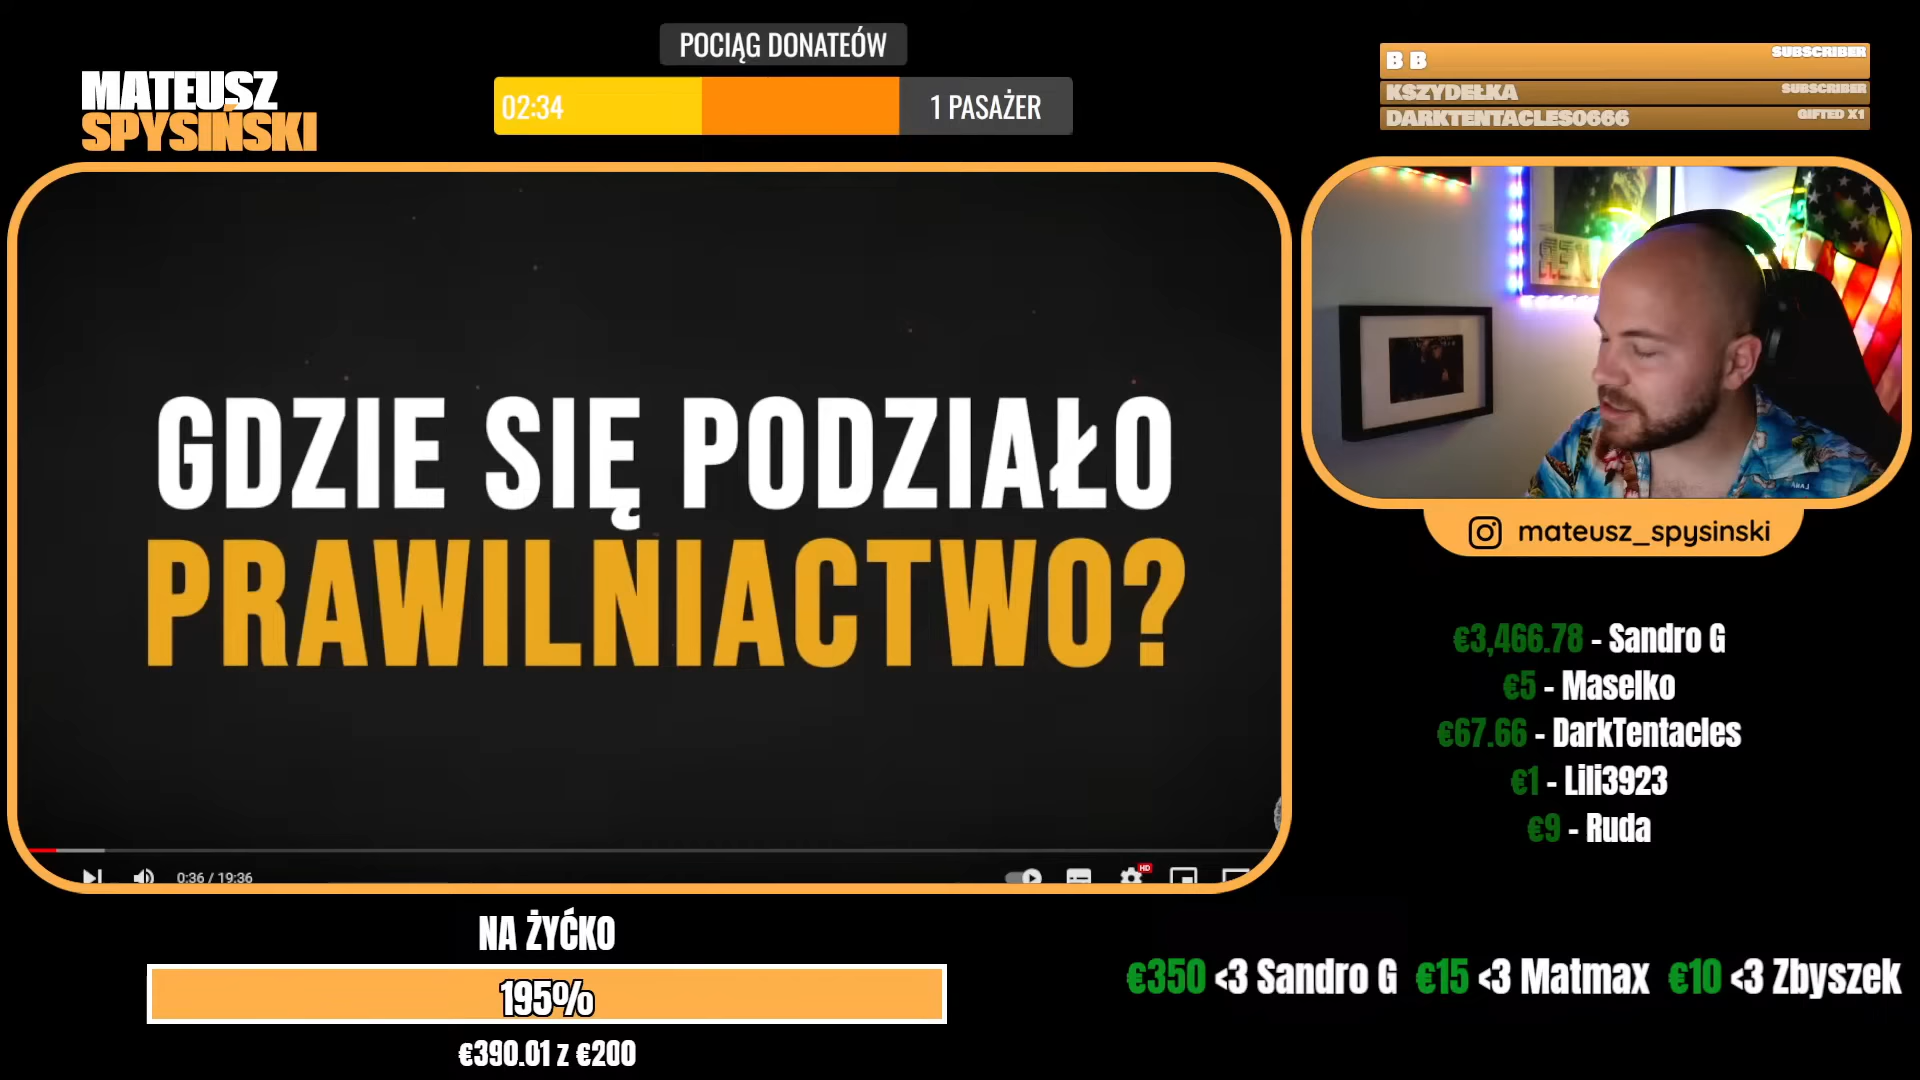 POCIĄG DONATEÓW
MATEUSZ
SPYSIŃSKI
02:34
1 PASAŻER
B B SUBSCRIBER
KSZYDEŁKA SUBSCRIBER
DARKTENTACLES0666 GIFTED X1
GDZIE SIĘ PODZIAŁO
PRAWILNIACTWO?
0:36 / 19:36
HD
mateusz_spysinski
€3,466.78 - Sandro G
€5 - Maselko
€67.66 - DarkTentacles
€1 - Lili3923
€9 - Ruda
NA ŻYĆKO
195%
€390.01 z €200
€350 <3 Sandro G €15 <3 Matmax €10 <3 Zbyszek